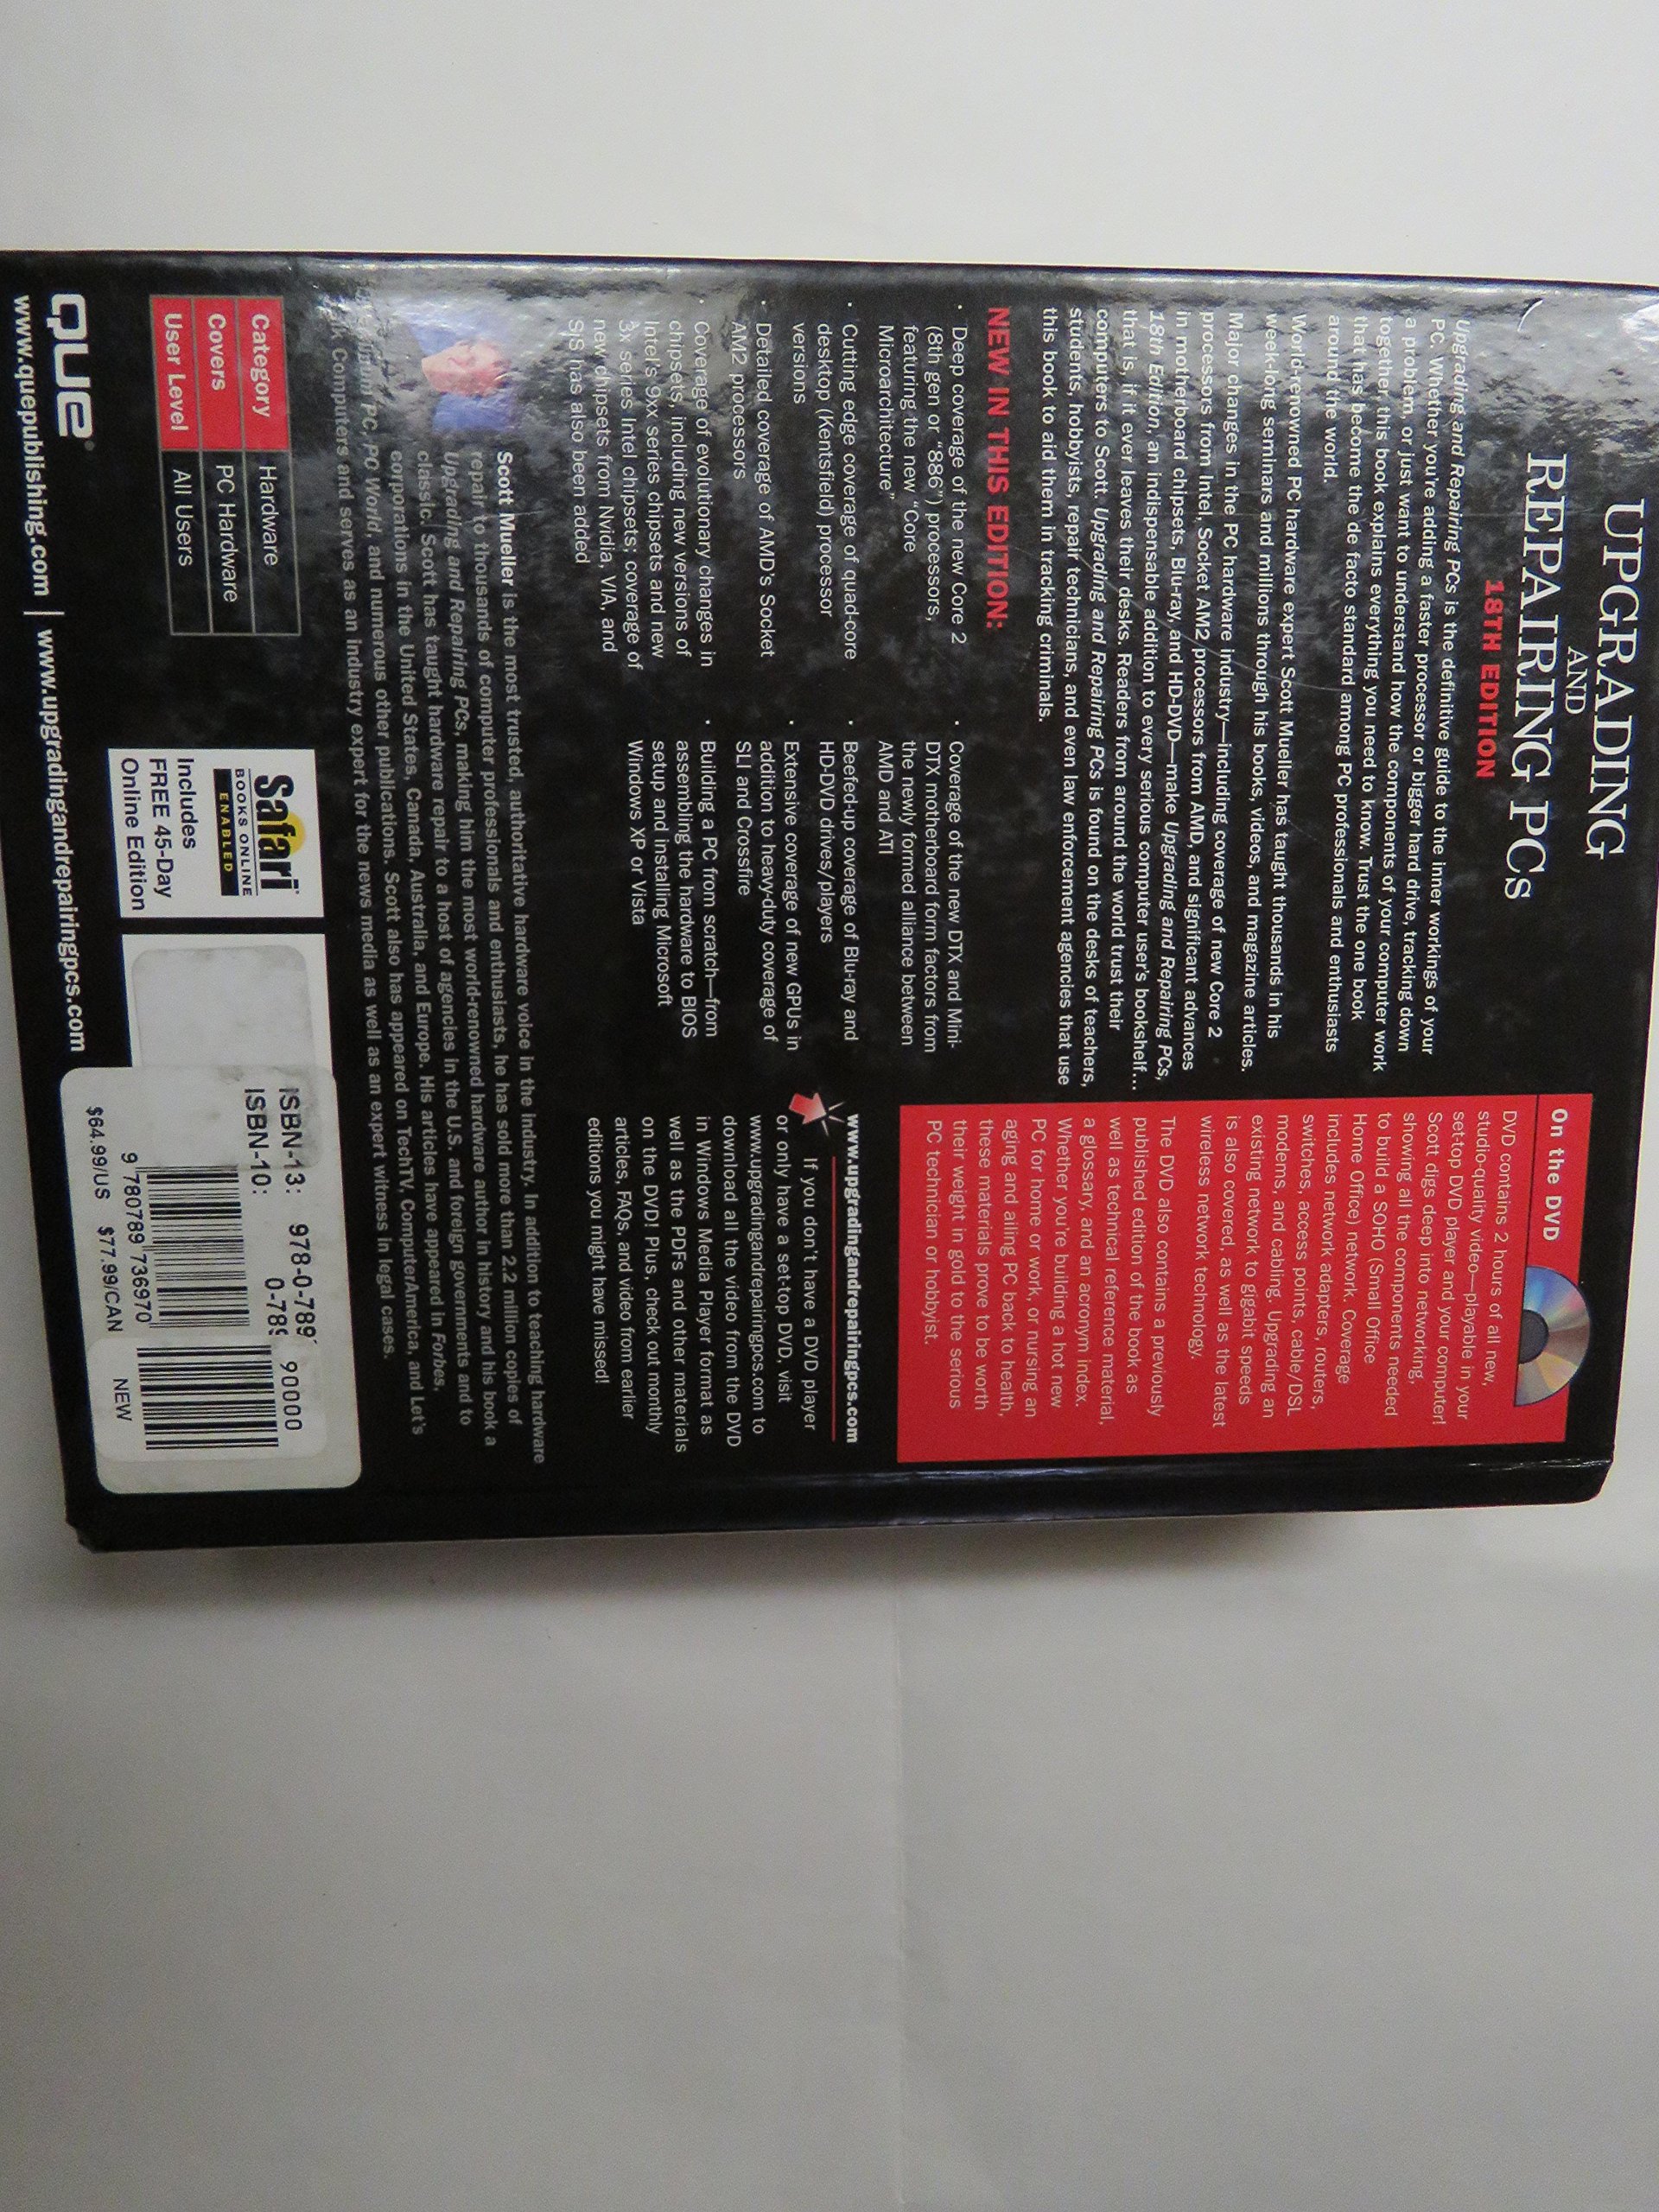 UPGRADING
AND
REPAIRING PCs
18TH EDITION
Upgrading and Repairing PCs is the definitive guide to the inner workings of your
PC. Whether you're adding a faster processor or bigger hard drive, tracking down
a problem, or just want to understand how the components of your computer work
together, this book explains everything you need to know. Trust the one book
that has become the de facto standard among PC professionals and enthusiasts
around the world.
World-renowned PC hardware expert Scott Mueller has taught thousands in his
week-long seminars and millions through his books, videos, and magazine articles.
Major changes in the PC hardware industry—including coverage of new Core 2
processors from Intel, Socket AM2 processors from AMD, and significant advances
in motherboard chipsets, Blu-ray, and HD-DVD—make Upgrading and Repairing PCs,
18th Edition, an indispensable addition to every serious computer user's bookshelf...
that is, if it ever leaves their desks. Readers from around the world trust their
computers to Scott. Upgrading and Repairing PCs is found on the desks of teachers,
students, hobbyists, repair technicians, and even law enforcement agencies that use
this book to aid them in tracking criminals.
NEW IN THIS EDITION:
• Deep coverage of the new Core 2
(8th gen or "886") processors,
featuring the new "Core
Microarchitecture"
• Cutting edge coverage of quad-core
desktop (Kentsfield) processor
versions
• Detailed coverage of AMD's Socket
AM2 processors
• Coverage of evolutionary changes in
chipsets, including new versions of
Intel's 9xx series chipsets and new
3x series Intel chipsets; coverage of
new chipsets from Nvidia, VIA, and
SiS has also been added
• Coverage of the new DTX and Mini-
DTX motherboard form factors from
the newly formed alliance between
AMD and ATI
• Beefed-up coverage of Blu-ray and
HD-DVD drives/players
• Extensive coverage of new GPUs in
addition to heavy-duty coverage of
SLI and Crossfire
• Building a PC from scratch—from
assembling the hardware to BIOS
setup and installing Microsoft
Windows XP or Vista
On the DVD
DVD contains 2 hours of all new,
studio-quality video—playable in your
set-top DVD player and your computer!
Scott digs deep into networking,
showing all the components needed
to build a SOHO (Small Office
Home Office) network. Coverage
includes network adapters, routers,
switches, access points, cable/DSL
modems, and cabling. Upgrading an
existing network to gigabit speeds
is also covered, as well as the latest
wireless network technology.
The DVD also contains a previously
published edition of the book as
well as technical reference material,
a glossary, and an acronym index.
Whether you're building a hot new
PC for home or work, or nursing an
aging and ailing PC back to health,
these materials prove to be worth
their weight in gold to the serious
PC technician or hobbyist.
www.upgradingandrepairingpcs.com
If you don't have a DVD player
or only have a set-top DVD, visit
www.upgradingandrepairingpcs.com to
download all the video from the DVD
in Windows Media Player format as
well as the PDFs and other materials
on the DVD! Plus, check out monthly
articles, FAQs, and video from earlier
editions you might have missed!
Scott Mueller is the most trusted, authoritative hardware voice in the industry. In addition to teaching hardware
repair to thousands of computer professionals and enthusiasts, he has sold more than 2.2 million copies of
Upgrading and Repairing PCs, making him the most world-renowned hardware author in history and his book a
classic. Scott has taught hardware repair to a host of agencies in the U.S. and foreign governments and to
corporations in the United States, Canada, Australia, and Europe. His articles have appeared in Forbes,
PC, PC World, and numerous other publications. Scott also has appeared on TechTV, ComputerAmerica, and Let's
Computers and serves as an industry expert for the news media as well as an expert witness in legal cases.
Category Hardware
Covers PC Hardware
User Level All Users
Safari
BOOKS ONLINE
ENABLED
Includes
FREE 45-Day
Online Edition
ISBN-13: 978-0-789
ISBN-10: 0-789
90000
9 780789 736970
$64.99/US $77.99/CAN
NEW
que®
www.quepublishing.com | www.upgradingandrepairingpcs.com